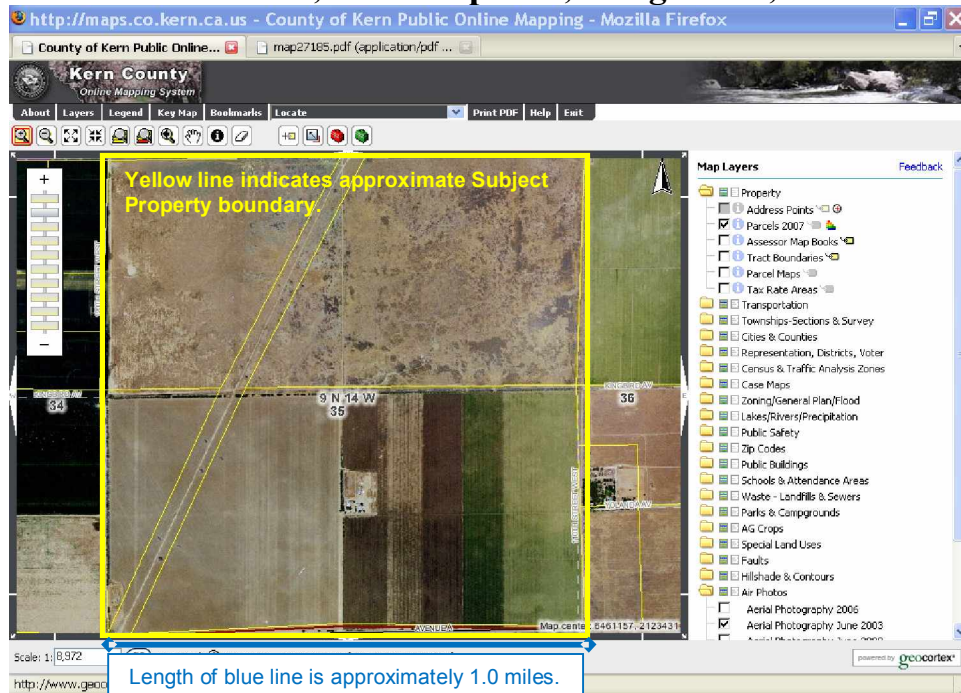 http://maps.co.kern.ca.us - County of Kern Public Online Mapping - Mozilla Firefox
County of Kern Public Online...
map27185.pdf (application/pdf ...
Kern County
Online Mapping System
About Layers Legend Key Map Bookmarks Locate Print PDF Help Exit
Yellow line indicates approximate Subject
Property boundary.
34
9 N 14 W
35
36
AVENUE A
Map center: 6461157, 2123431
Map Layers
Feedback
Property
Address Points
Parcels 2007
Assessor Map Books
Tract Boundaries
Parcel Maps
Tax Rate Areas
Transportation
Townships-Sections & Survey
Cities & Counties
Representation, Districts, Voter
Census & Traffic Analysis Zones
Case Maps
Zoning/General Plan/Flood
Lakes/Rivers/Precipitation
Public Safety
Zip Codes
Public Buildings
Schools & Attendance Areas
Waste - Landfills & Sewers
Parks & Campgrounds
AG Crops
Special Land Uses
Faults
Hillshade & Contours
Air Photos
Aerial Photography 2006
Aerial Photography June 2003
Scale: 1: 8,972
powered by geocortex
Length of blue line is approximately 1.0 miles.
http://www.geoco